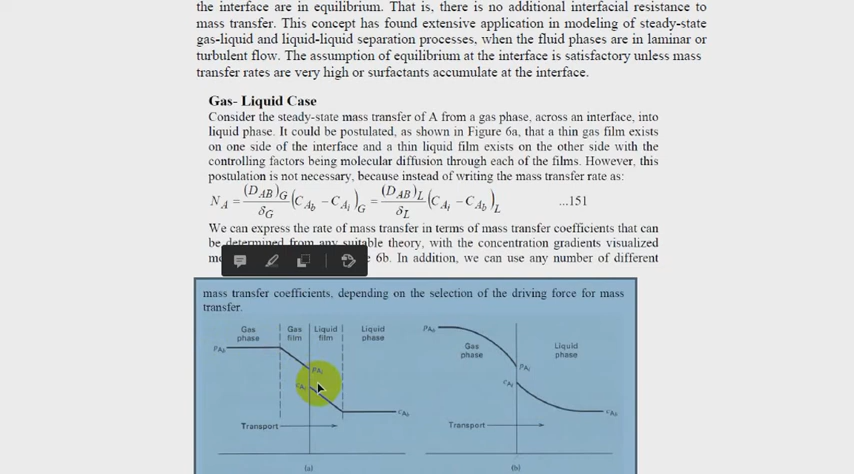 the interface are in equilibrium. That is, there is no additional interfacial resistance to
mass transfer. This concept has found extensive application in modeling of steady-state
gas-liquid and liquid-liquid separation processes, when the fluid phases are in laminar or
turbulent flow. The assumption of equilibrium at the interface is satisfactory unless mass
transfer rates are very high or surfactants accumulate at the interface.
Gas- Liquid Case
Consider the steady-state mass transfer of A from a gas phase, across an interface, into
liquid phase. It could be postulated, as shown in Figure 6a, that a thin gas film exists
on one side of the interface and a thin liquid film exists on the other side with the
controlling factors being molecular diffusion through each of the films. However, this
postulation is not necessary, because instead of writing the mass transfer rate as:
N_A = (D_AB)_G / δ_G (C_Ab − C_Ai)_G = (D_AB)_L / δ_L (C_Ai − C_Ab)_L ...151
We can express the rate of mass transfer in terms of mass transfer coefficients that can
be determined from any suitable theory, with the concentration gradients visualized
6b. In addition, we can use any number of different
mass transfer coefficients, depending on the selection of the driving force for mass
transfer.
Gas phase
Gas film
Liquid film
Liquid phase
p_Ab
p_Ai
c_Ai
c_Ab
Transport
(a)
p_Ab
Gas phase
Liquid phase
p_Ai
c_Ai
c_Ab
Transport
(b)